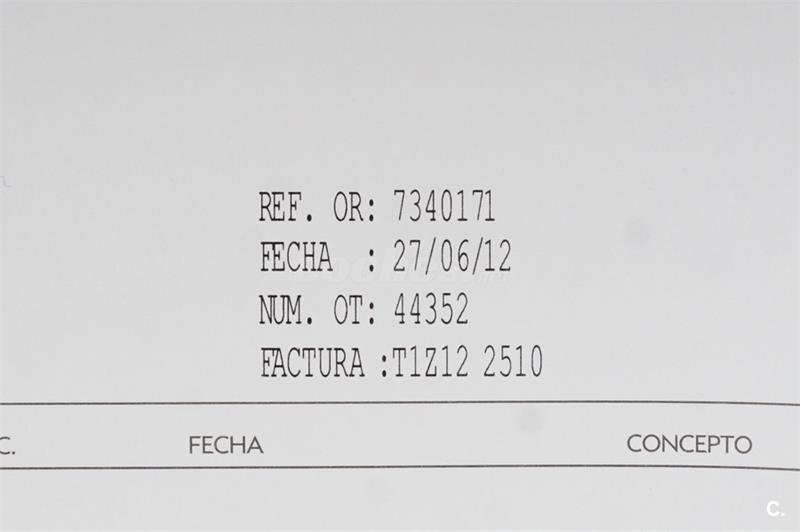 REF. OR: 7340171
FECHA : 27/06/12
NUM. OT: 44352
FACTURA :T1Z12 2510
C. FECHA CONCEPTO
C.